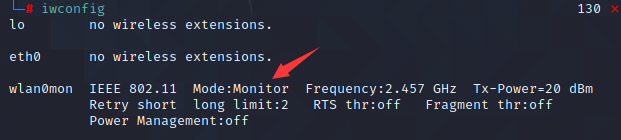 └─# iwconfig 130 ×
lo no wireless extensions.
eth0 no wireless extensions.
wlan0mon IEEE 802.11 Mode:Monitor Frequency:2.457 GHz Tx-Power=20 dBm
Retry short long limit:2 RTS thr:off Fragment thr:off
Power Management:off